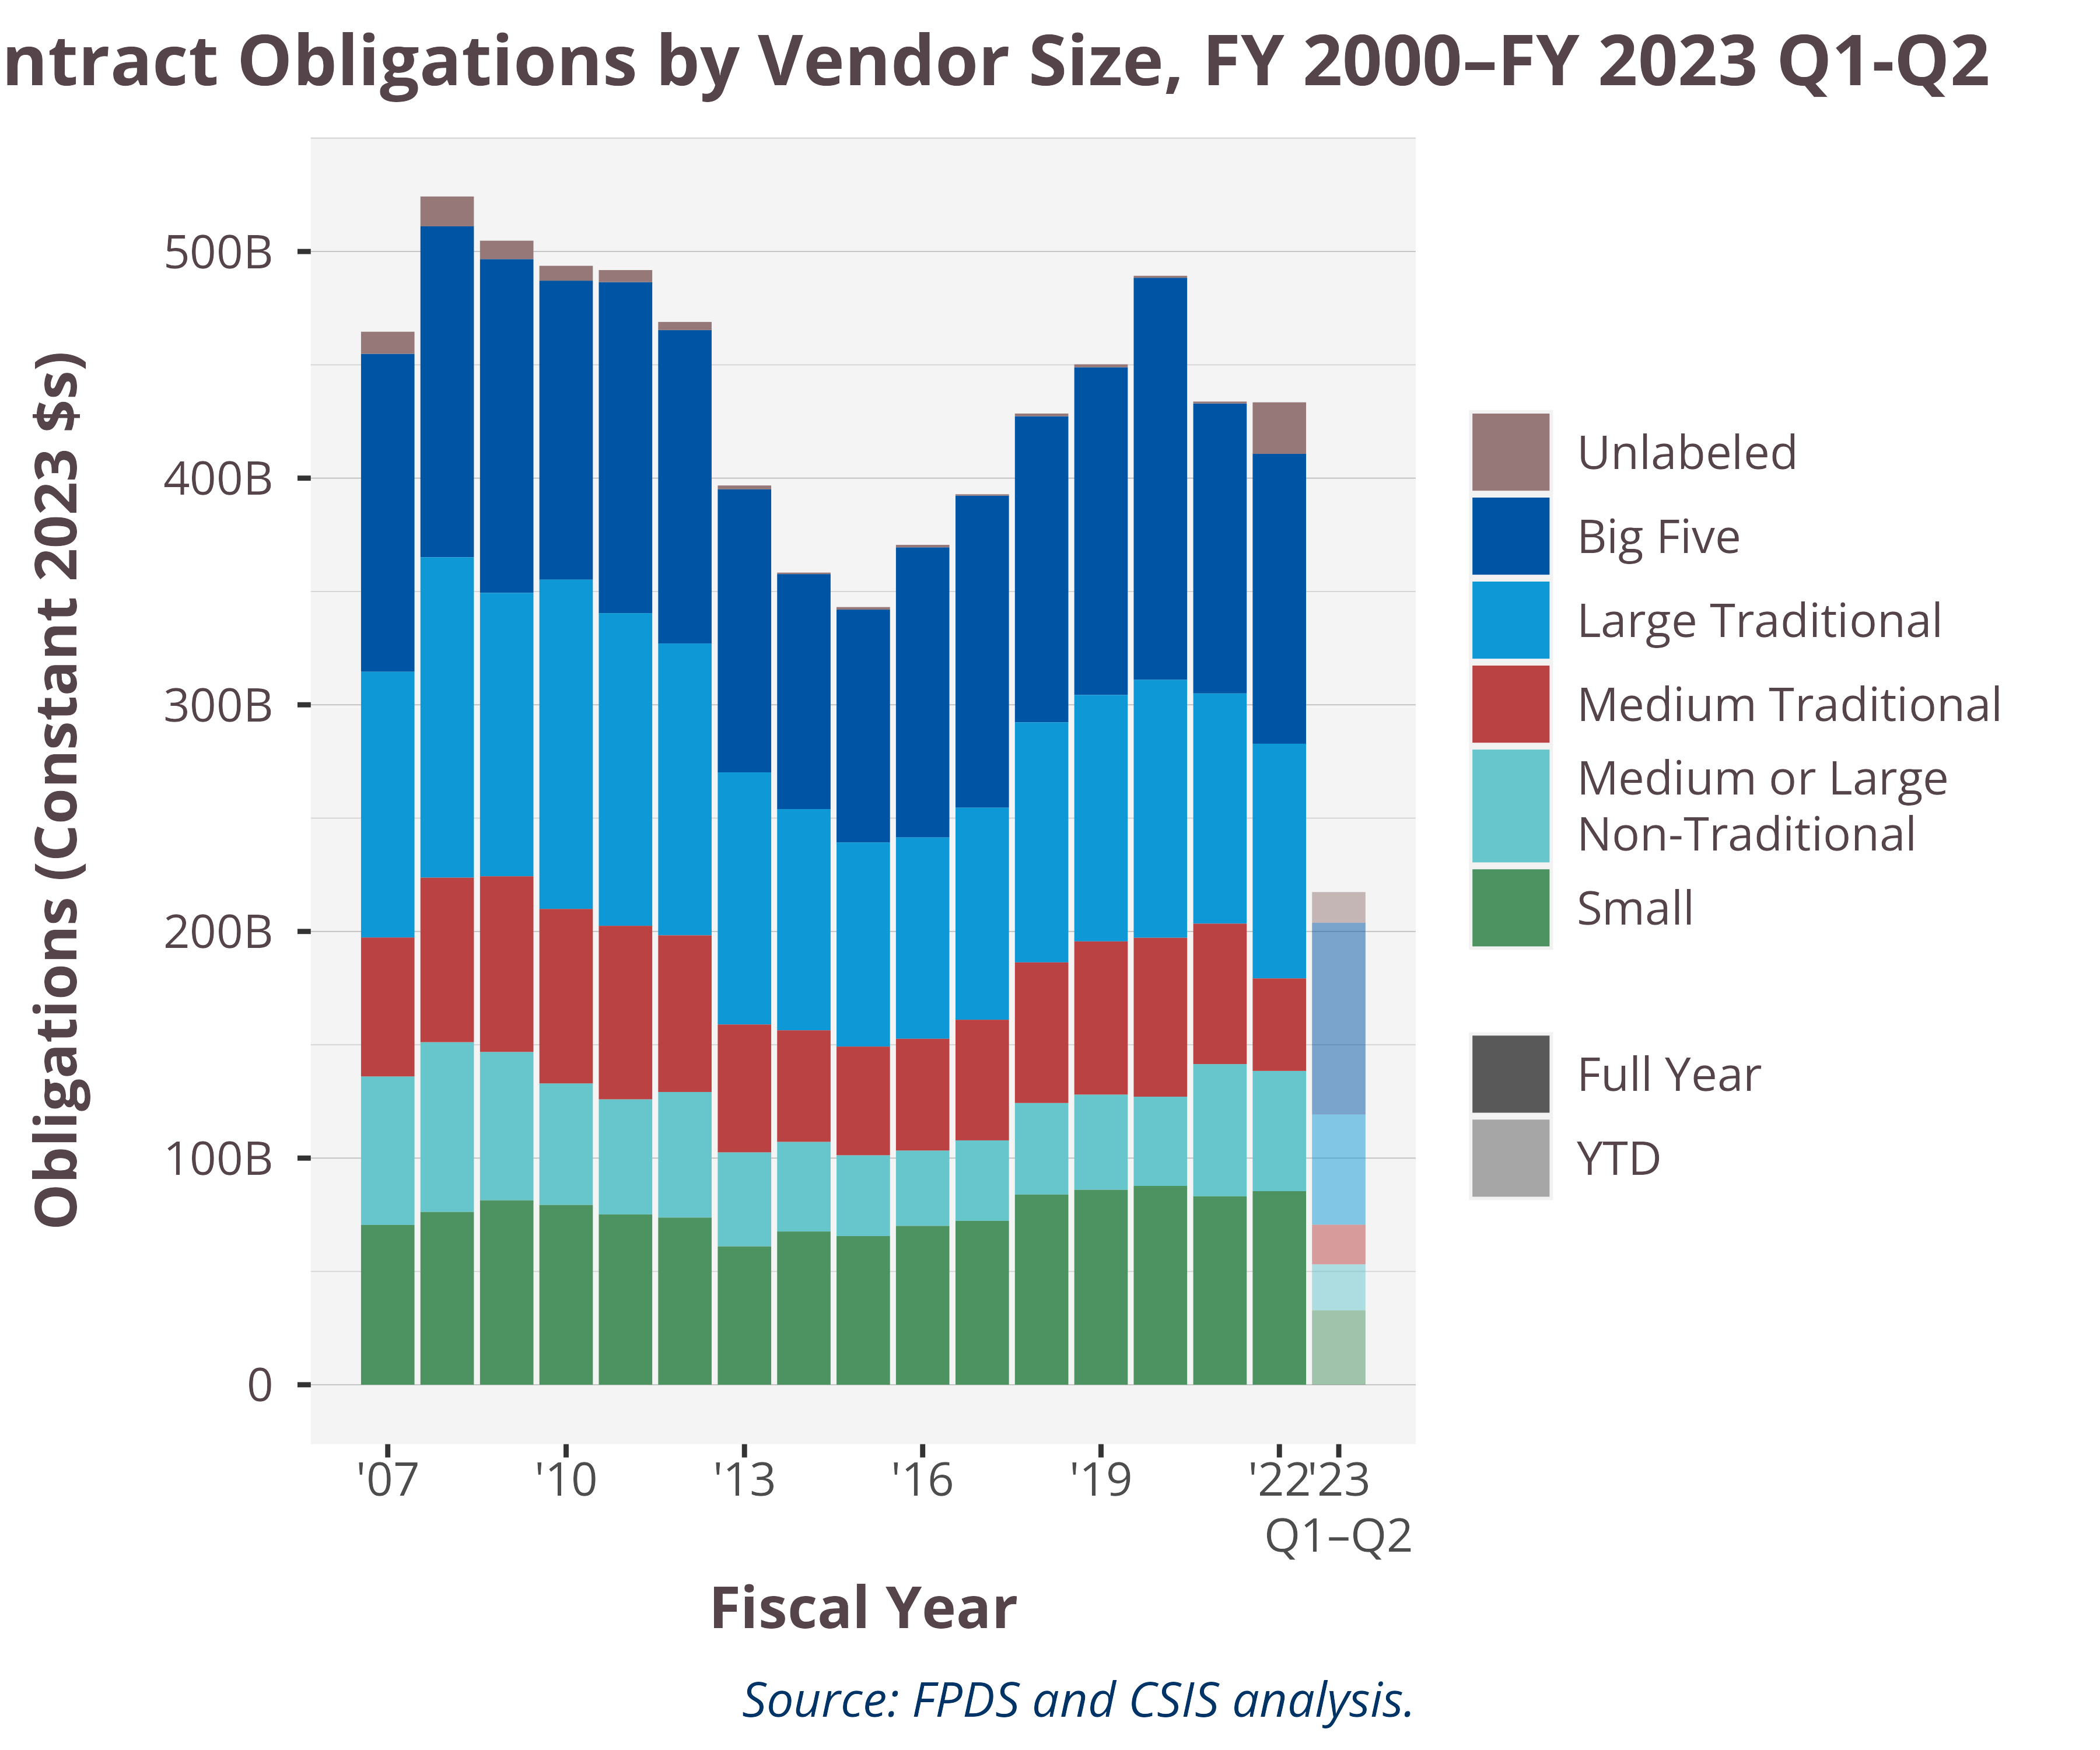 ntract Obligations by Vendor Size, FY 2000–FY 2023 Q1-Q2
Obligations (Constant 2023 $s)
500B
400B
300B
200B
100B
0
'07
'10
'13
'16
'19
'22
'23
Q1–Q2
Fiscal Year
Unlabeled
Big Five
Large Traditional
Medium Traditional
Medium or Large
Non-Traditional
Small
Full Year
YTD
Source: FPDS and CSIS analysis.